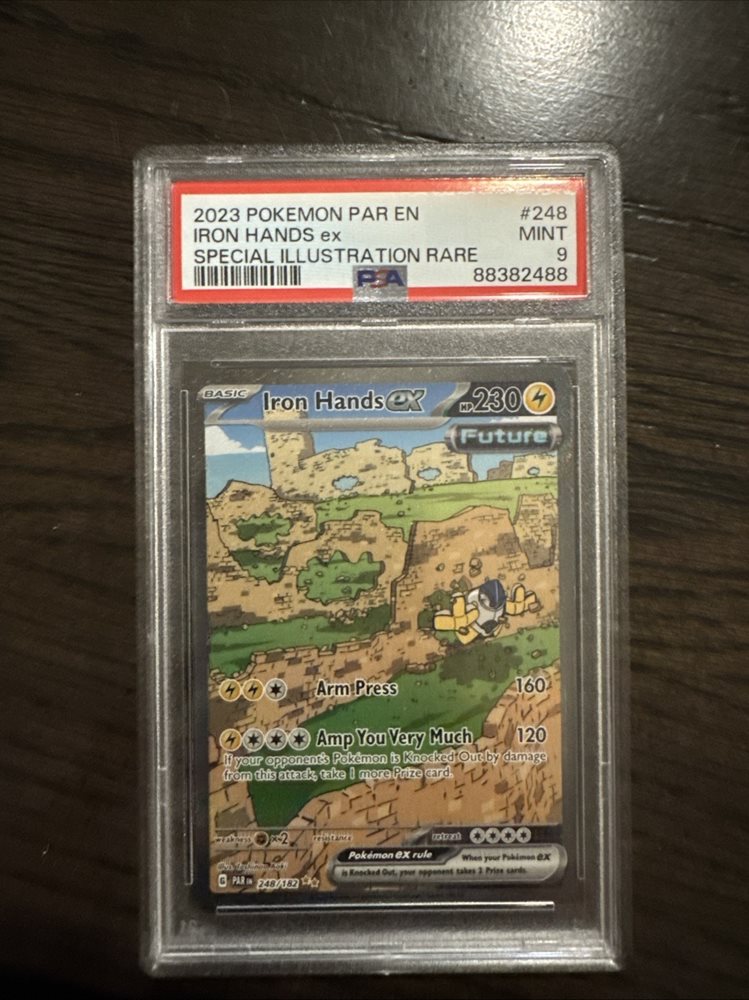 2023 POKEMON PAR EN #248
IRON HANDS ex MINT
SPECIAL ILLUSTRATION RARE 9
PSA 88382488
BASIC Iron Hands ex HP 230
Future
Arm Press 160
Amp You Very Much 120
If your opponent's Pokémon is Knocked Out by damage
from this attack, take 1 more Prize card.
weakness ×2 resistance retreat
Pokémon ex rule When your Pokémon ex
is Knocked Out, your opponent takes 2 Prize cards.
Illus.
G PAR EN 248/182